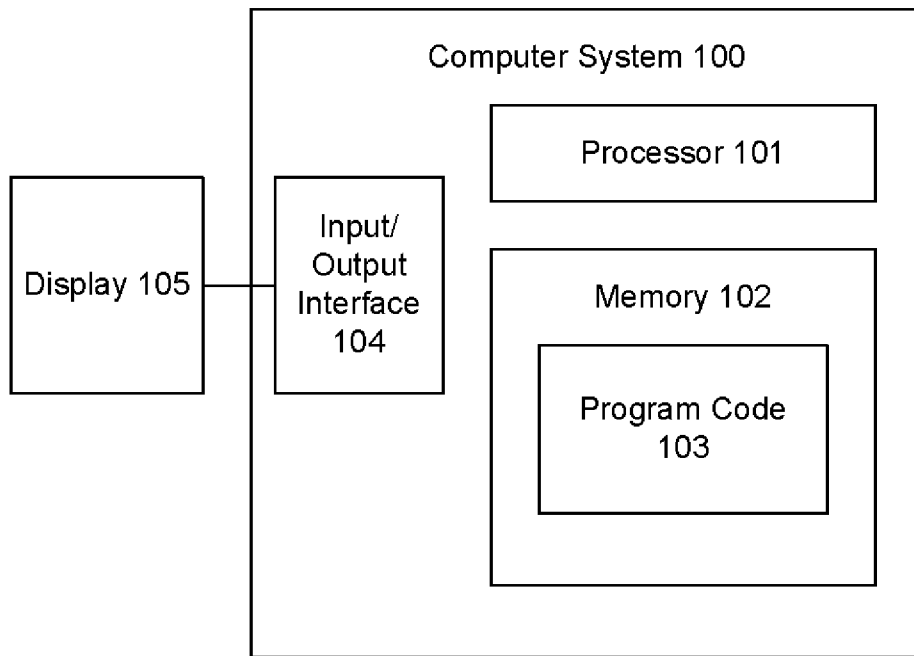 Computer System 100
Processor 101
Display 105
Input/
Output
Interface
104
Memory 102
Program Code
103